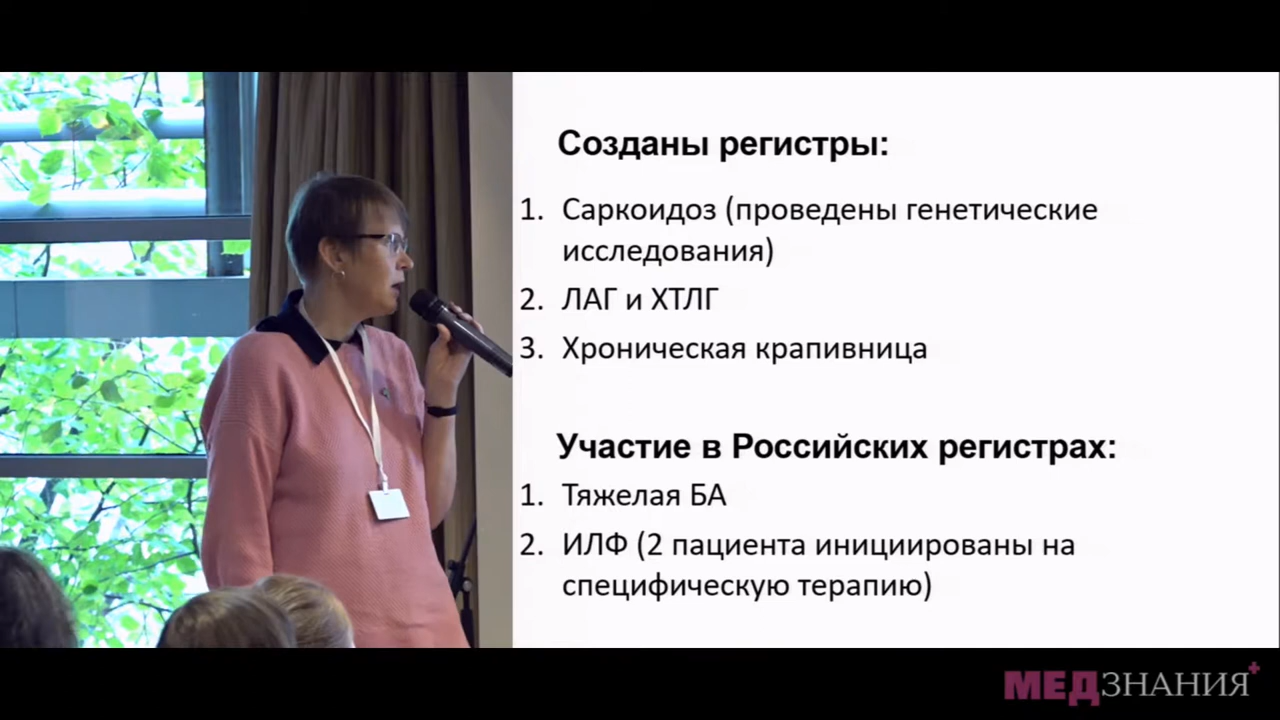 Созданы регистры:
1. Саркоидоз (проведены генетические
исследования)
2. ЛАГ и ХТЛГ
3. Хроническая крапивница
Участие в Российских регистрах:
1. Тяжелая БА
2. ИЛФ (2 пациента инициированы на
специфическую терапию)
МЕДЗНАНИЯ+